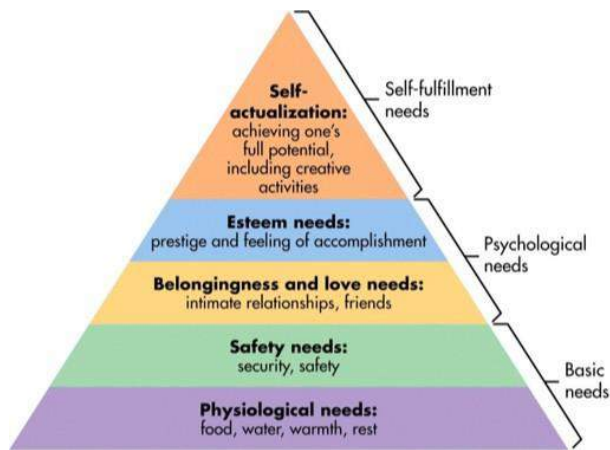 Self-
actualization:
achieving one's
full potential,
including creative
activities
Self-fulfillment
needs
Esteem needs:
prestige and feeling of accomplishment
Psychological
needs
Belongingness and love needs:
intimate relationships, friends
Safety needs:
security, safety
Basic
needs
Physiological needs:
food, water, warmth, rest